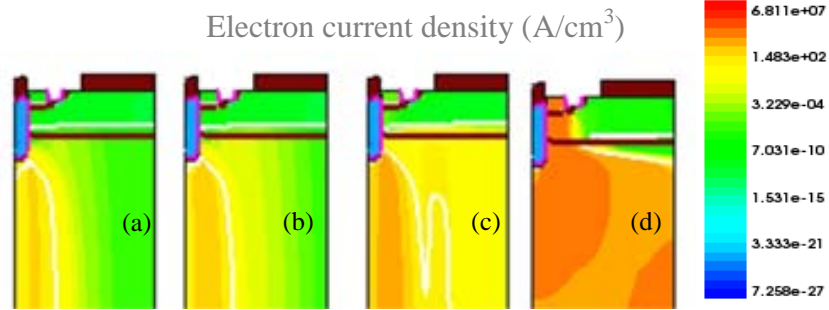 Electron current density (A/cm³)
6.811e+07
1.483e+02
3.229e-04
7.031e-10
1.531e-15
3.333e-21
7.258e-27
(a) (b) (c) (d)